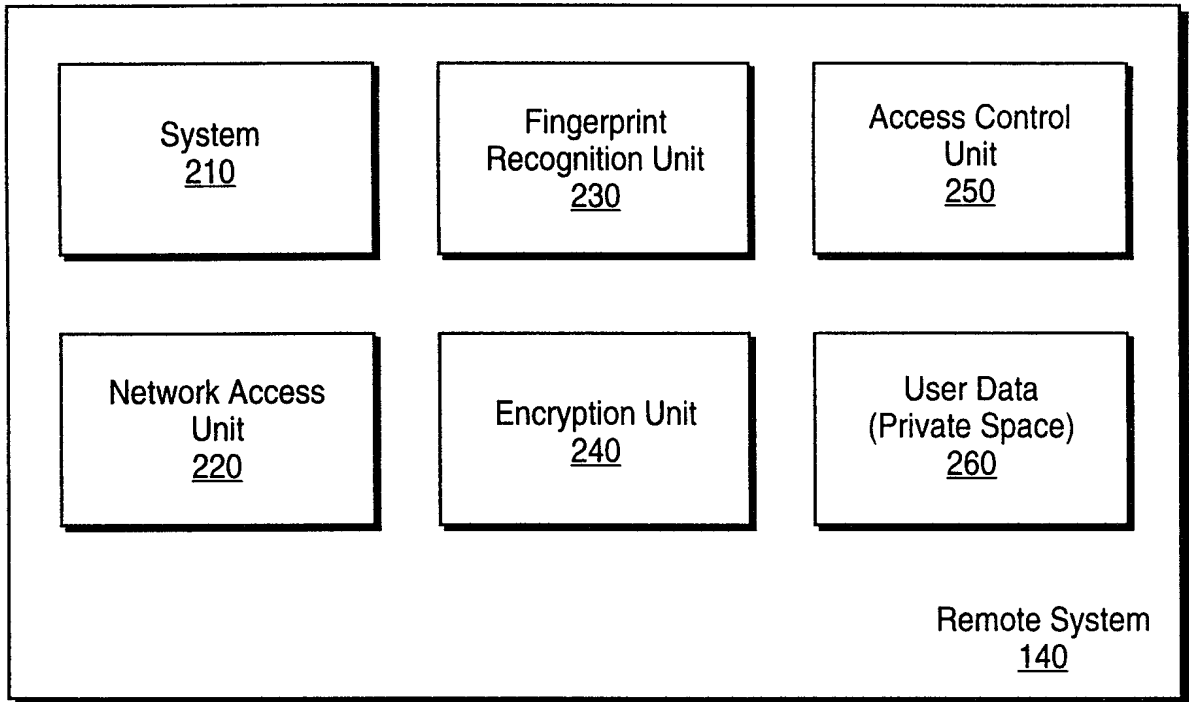 System
210
Fingerprint
Recognition Unit
230
Access Control
Unit
250
Network Access
Unit
220
Encryption Unit
240
User Data
(Private Space)
260
Remote System
140